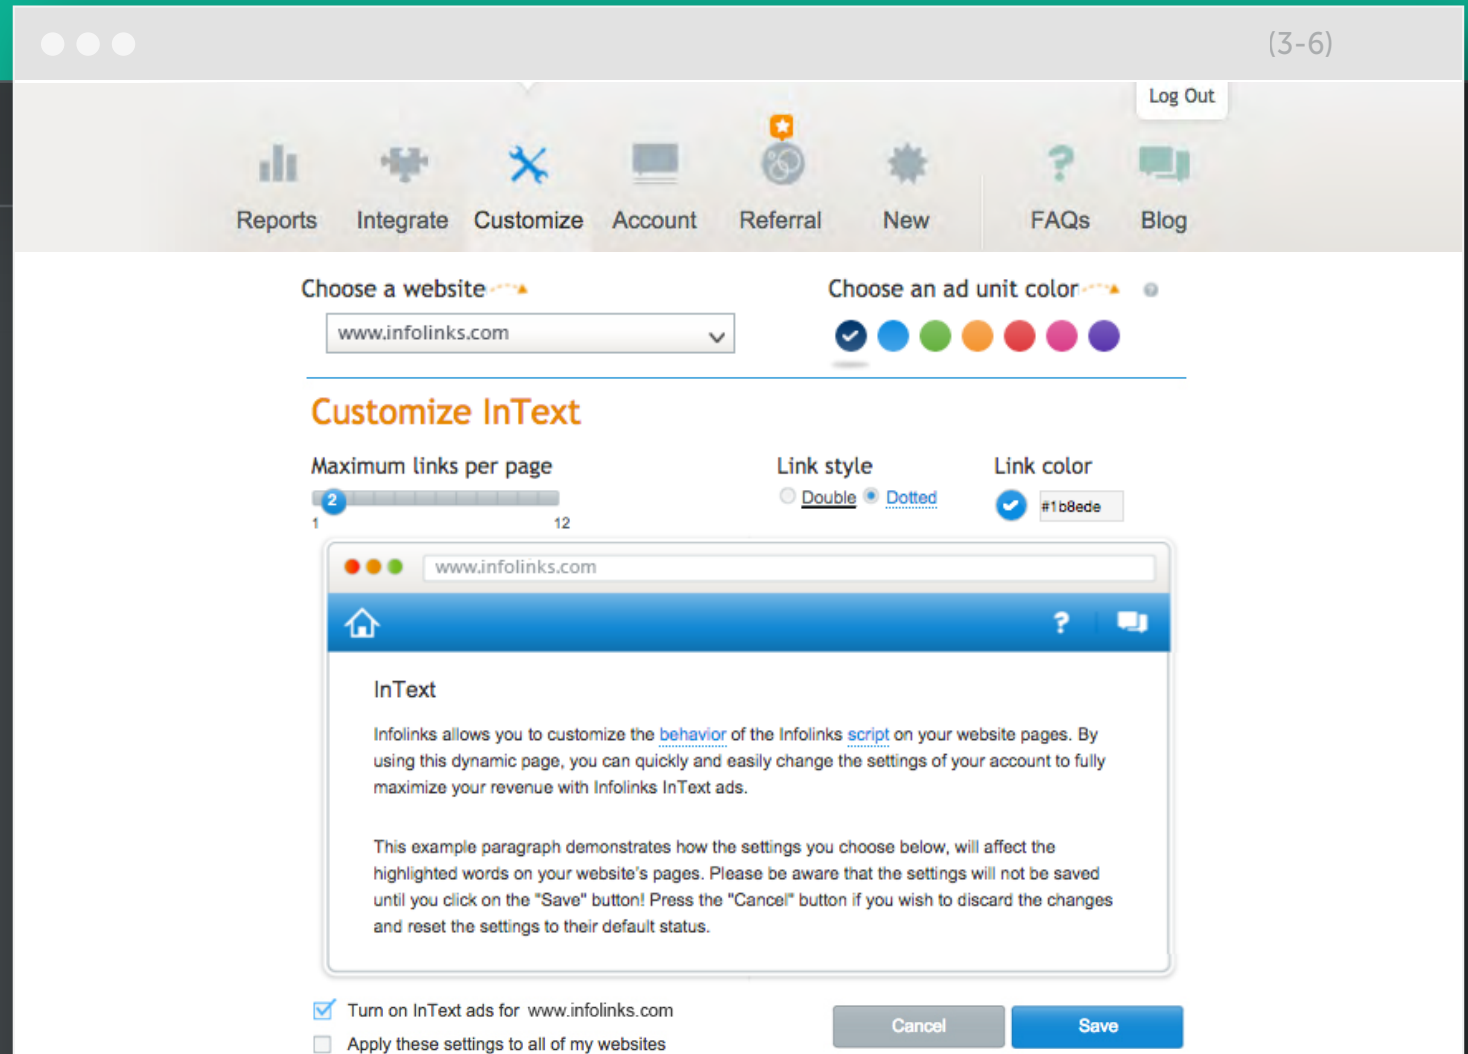 (3-6)
Log Out
Reports Integrate Customize Account Referral New FAQs Blog
Choose a website Choose an ad unit color ?
www.infolinks.com
Customize InText
Maximum links per page Link style Link color
2 Double Dotted #1b8ede
1 12
www.infolinks.com
?
InText
Infolinks allows you to customize the behavior of the Infolinks script on your website pages. By
using this dynamic page, you can quickly and easily change the settings of your account to fully
maximize your revenue with Infolinks InText ads.
This example paragraph demonstrates how the settings you choose below, will affect the
highlighted words on your website's pages. Please be aware that the settings will not be saved
until you click on the "Save" button! Press the "Cancel" button if you wish to discard the changes
and reset the settings to their default status.
Turn on InText ads for www.infolinks.com
Cancel Save
Apply these settings to all of my websites